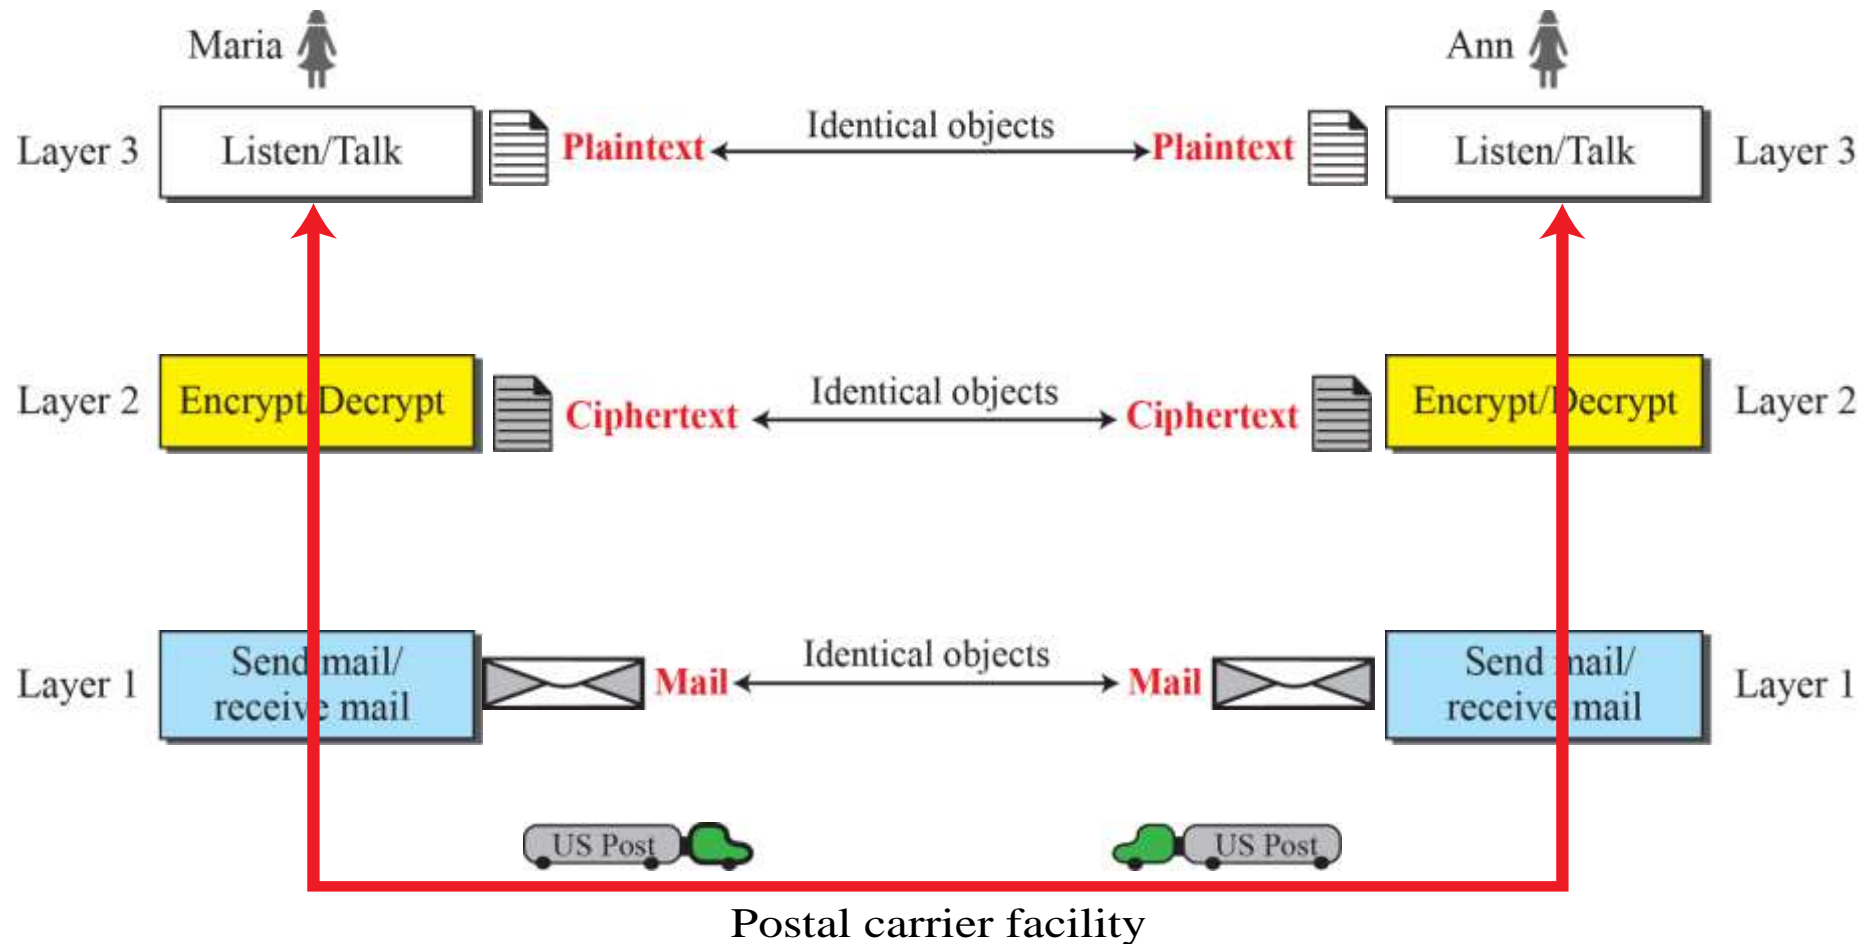 Maria
Ann
Layer 3
Listen/Talk
Plaintext
Identical objects
Plaintext
Listen/Talk
Layer 3
Layer 2
Encrypt/Decrypt
Ciphertext
Identical objects
Ciphertext
Encrypt/Decrypt
Layer 2
Layer 1
Send mail/
receive mail
Mail
Identical objects
Mail
Send mail/
receive mail
Layer 1
US Post
US Post
Postal carrier facility